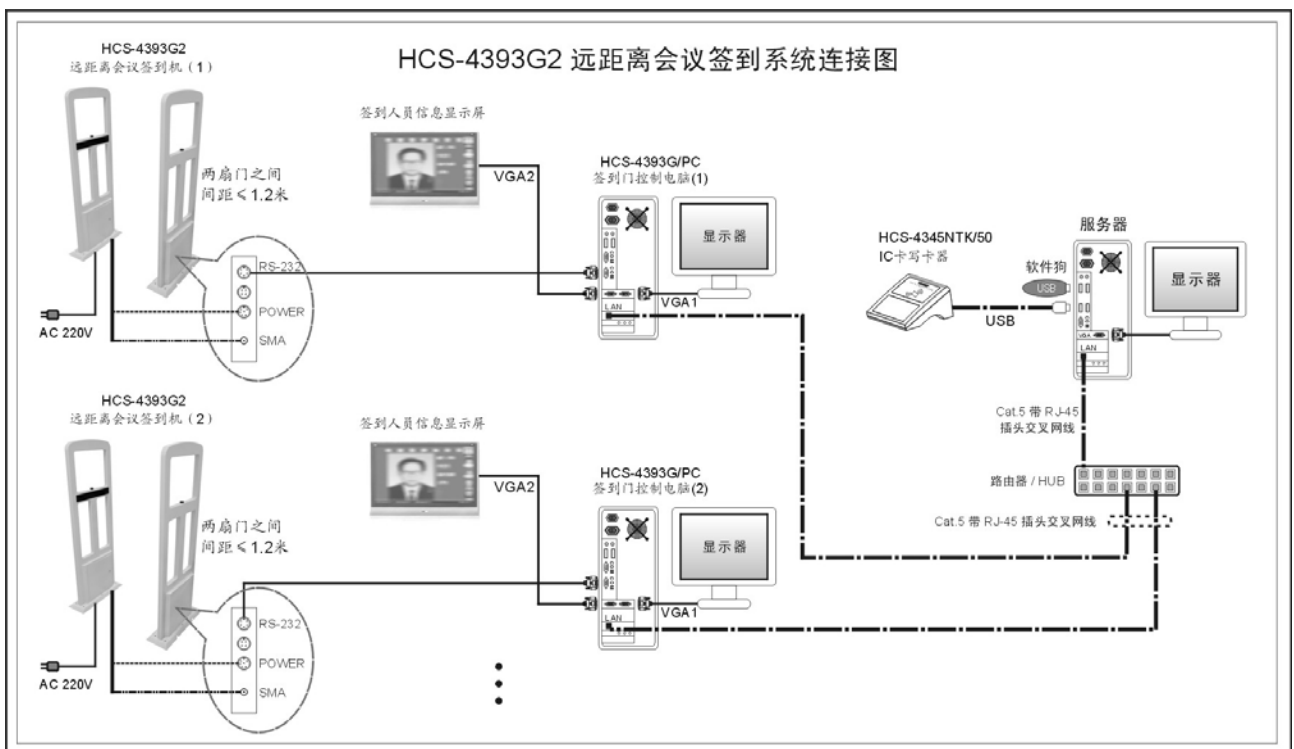 HCS-4393G2 远距离会议签到系统连接图
HCS-4393G2
远距离会议签到机（1）
两扇门之间
间距≤1.2米
RS-232
POWER
SMA
AC 220V
签到人员信息显示屏
VGA2
HCS-4393G/PC
签到门控制电脑(1)
显示器
VGA1
LAN
HCS-4345NTK/50
IC卡写卡器
USB
软件狗
USB
服务器
显示器
VGA
LAN
Cat.5 带 RJ-45
插头交叉网线
路由器 / HUB
Cat.5 带 RJ-45 插头交叉网线
HCS-4393G2
远距离会议签到机（2）
两扇门之间
间距≤1.2米
RS-232
POWER
SMA
AC 220V
签到人员信息显示屏
VGA2
HCS-4393G/PC
签到门控制电脑(2)
显示器
VGA1
LAN